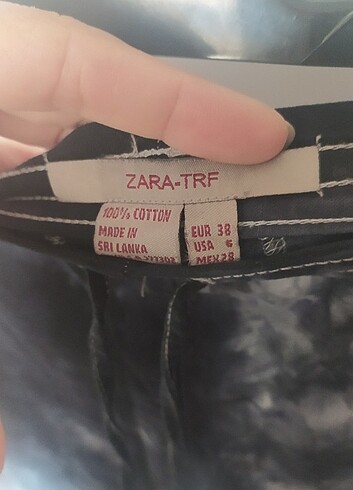 ZARA-TRF
100% COTTON
MADE IN
SRI LANKA
EUR 38
USA 6
MEX 28